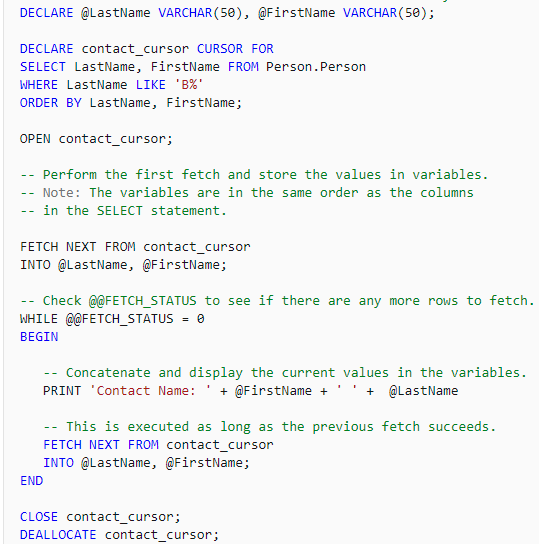 DECLARE @LastName VARCHAR(50), @FirstName VARCHAR(50);
DECLARE contact_cursor CURSOR FOR
SELECT LastName, FirstName FROM Person.Person
WHERE LastName LIKE 'B%'
ORDER BY LastName, FirstName;
OPEN contact_cursor;
-- Perform the first fetch and store the values in variables.
-- Note: The variables are in the same order as the columns
-- in the SELECT statement.
FETCH NEXT FROM contact_cursor
INTO @LastName, @FirstName;
-- Check @@FETCH_STATUS to see if there are any more rows to fetch.
WHILE @@FETCH_STATUS = 0
BEGIN
   -- Concatenate and display the current values in the variables.
   PRINT 'Contact Name: ' + @FirstName + ' ' +  @LastName
   -- This is executed as long as the previous fetch succeeds.
   FETCH NEXT FROM contact_cursor
   INTO @LastName, @FirstName;
END
CLOSE contact_cursor;
DEALLOCATE contact_cursor;